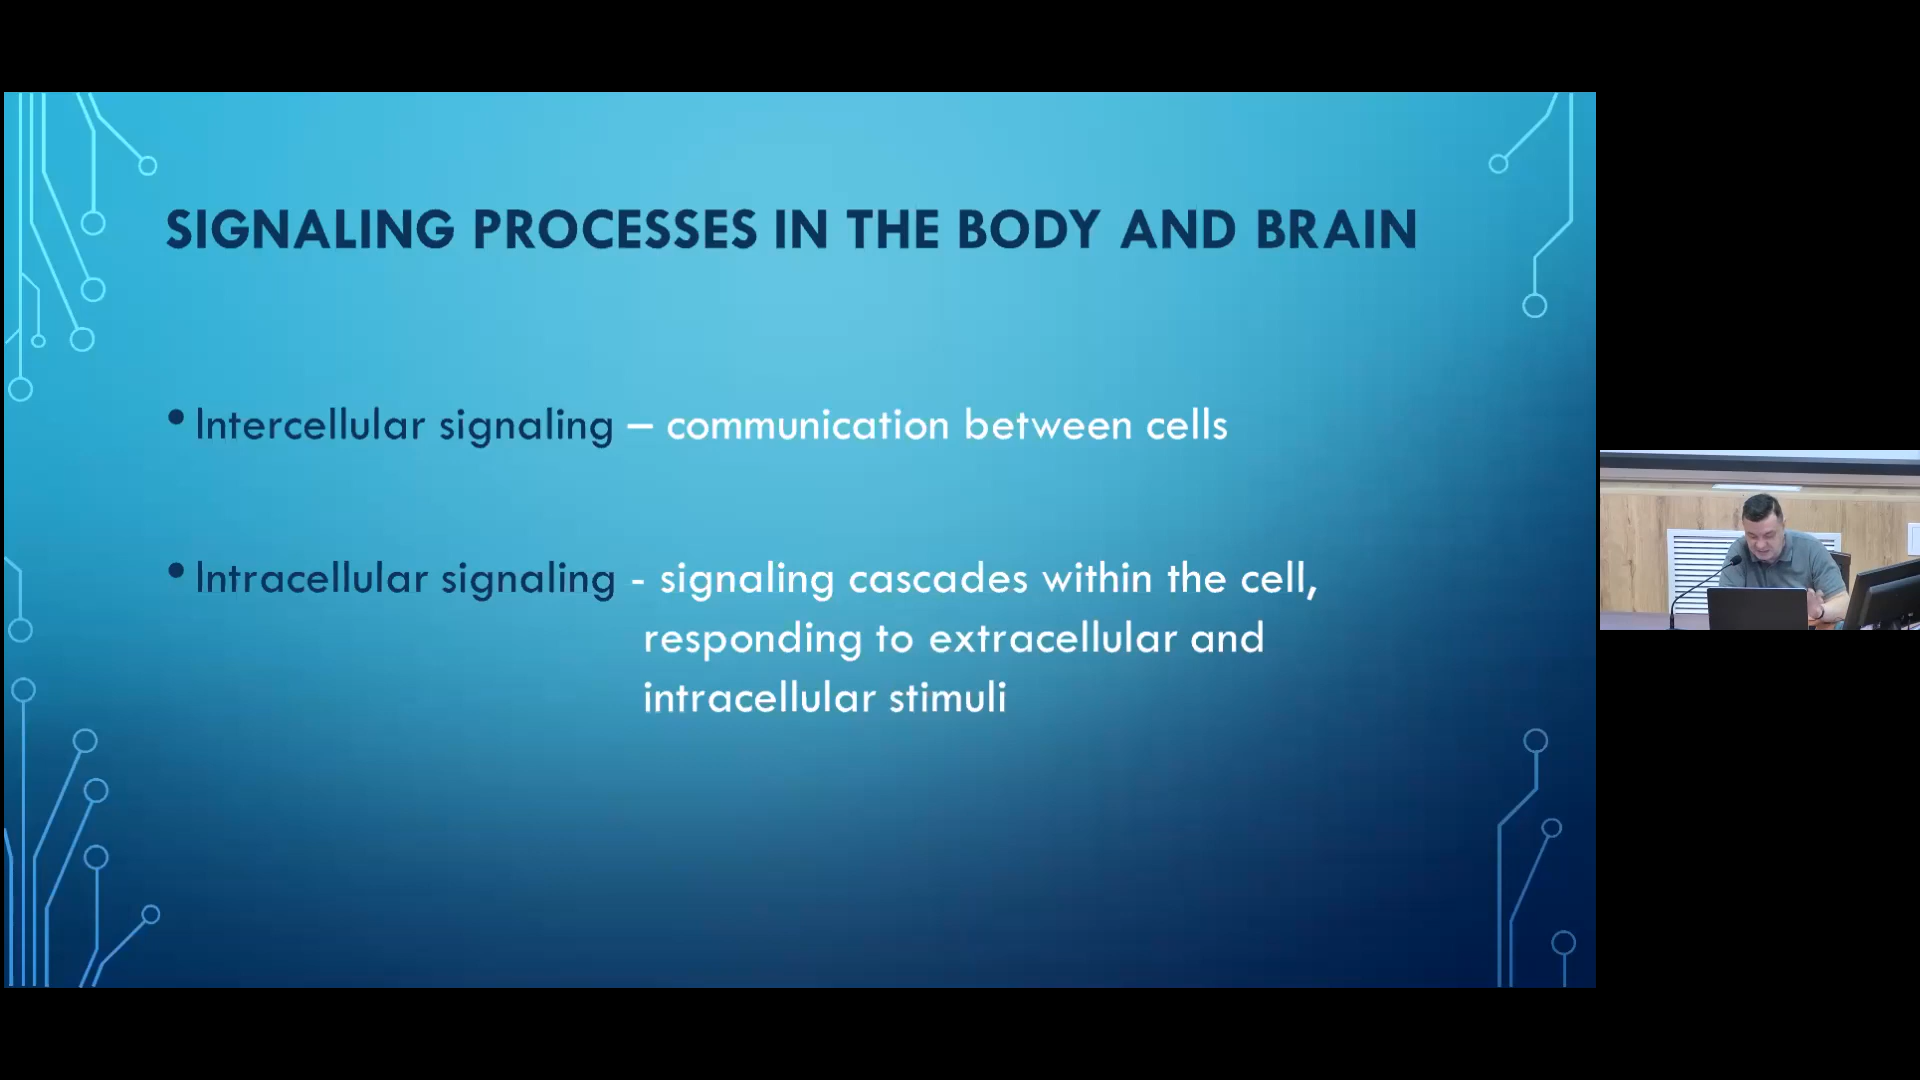 SIGNALING PROCESSES IN THE BODY AND BRAIN
• Intercellular signaling – communication between cells
• Intracellular signaling - signaling cascades within the cell,
responding to extracellular and
intracellular stimuli